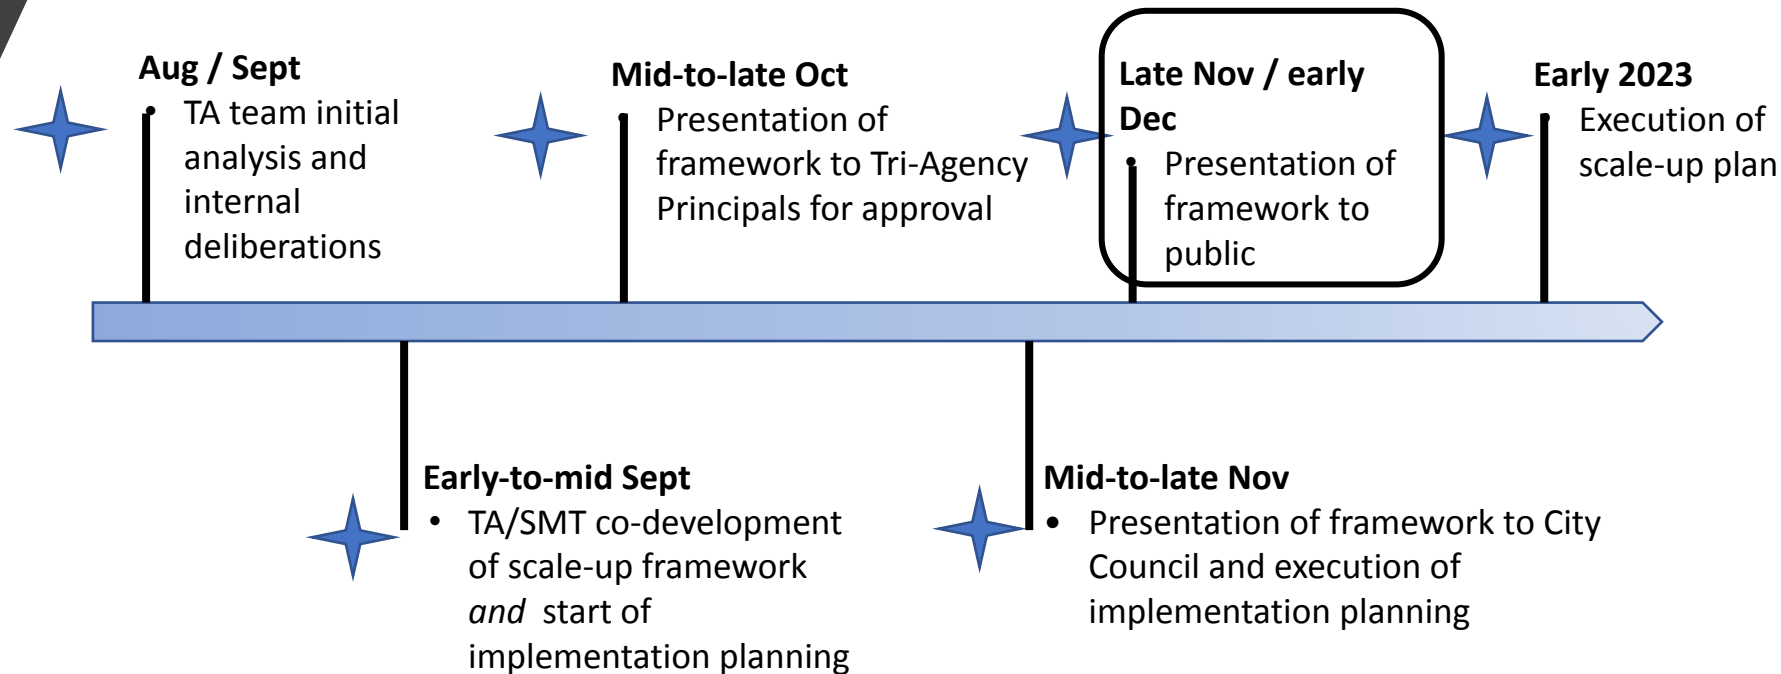 Aug / Sept
• TA team initial
analysis and
internal
deliberations
Mid-to-late Oct
• Presentation of
framework to Tri-Agency
Principals for approval
Late Nov / early
Dec
• Presentation of
framework to
public
Early 2023
• Execution of
scale-up plan
Early-to-mid Sept
• TA/SMT co-development
of scale-up framework
and start of
implementation planning
Mid-to-late Nov
• Presentation of framework to City
Council and execution of
implementation planning